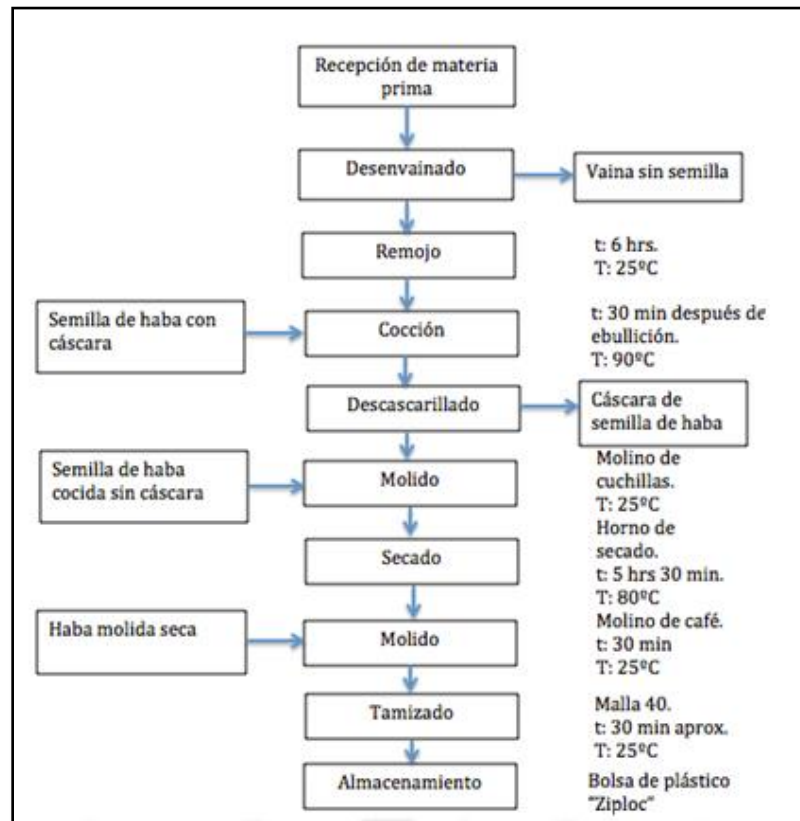 Recepción de materia
prima
Desenvainado
Vaina sin semilla
Remojo
t: 6 hrs.
T: 25ºC
Semilla de haba con
cáscara
Cocción
t: 30 min después de
ebullición.
T: 90ºC
Descascarillado
Cáscara de
semilla de haba
Semilla de haba
cocida sin cáscara
Molido
Molino de
cuchillas.
T: 25ºC
Secado
Horno de
secado.
t: 5 hrs 30 min.
T: 80ºC
Haba molida seca
Molido
Molino de café.
t: 30 min
T: 25ºC
Tamizado
Malla 40.
t: 30 min aprox.
T: 25ºC
Almacenamiento
Bolsa de plástico
"Ziploc"